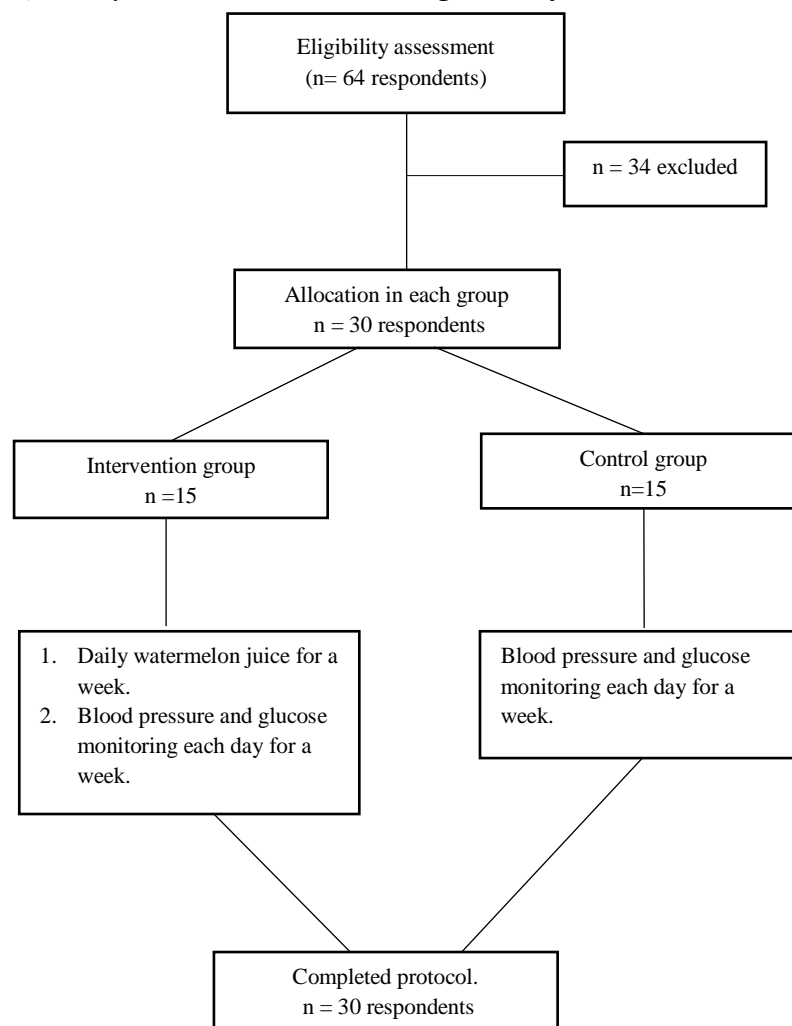 Eligibility assessment
(n= 64 respondents)
n = 34 excluded
Allocation in each group
n = 30 respondents
Intervention group
n =15
Control group
n=15
1. Daily watermelon juice for a
week.
2. Blood pressure and glucose
monitoring each day for a
week.
Blood pressure and glucose
monitoring each day for a
week.
Completed protocol.
n = 30 respondents